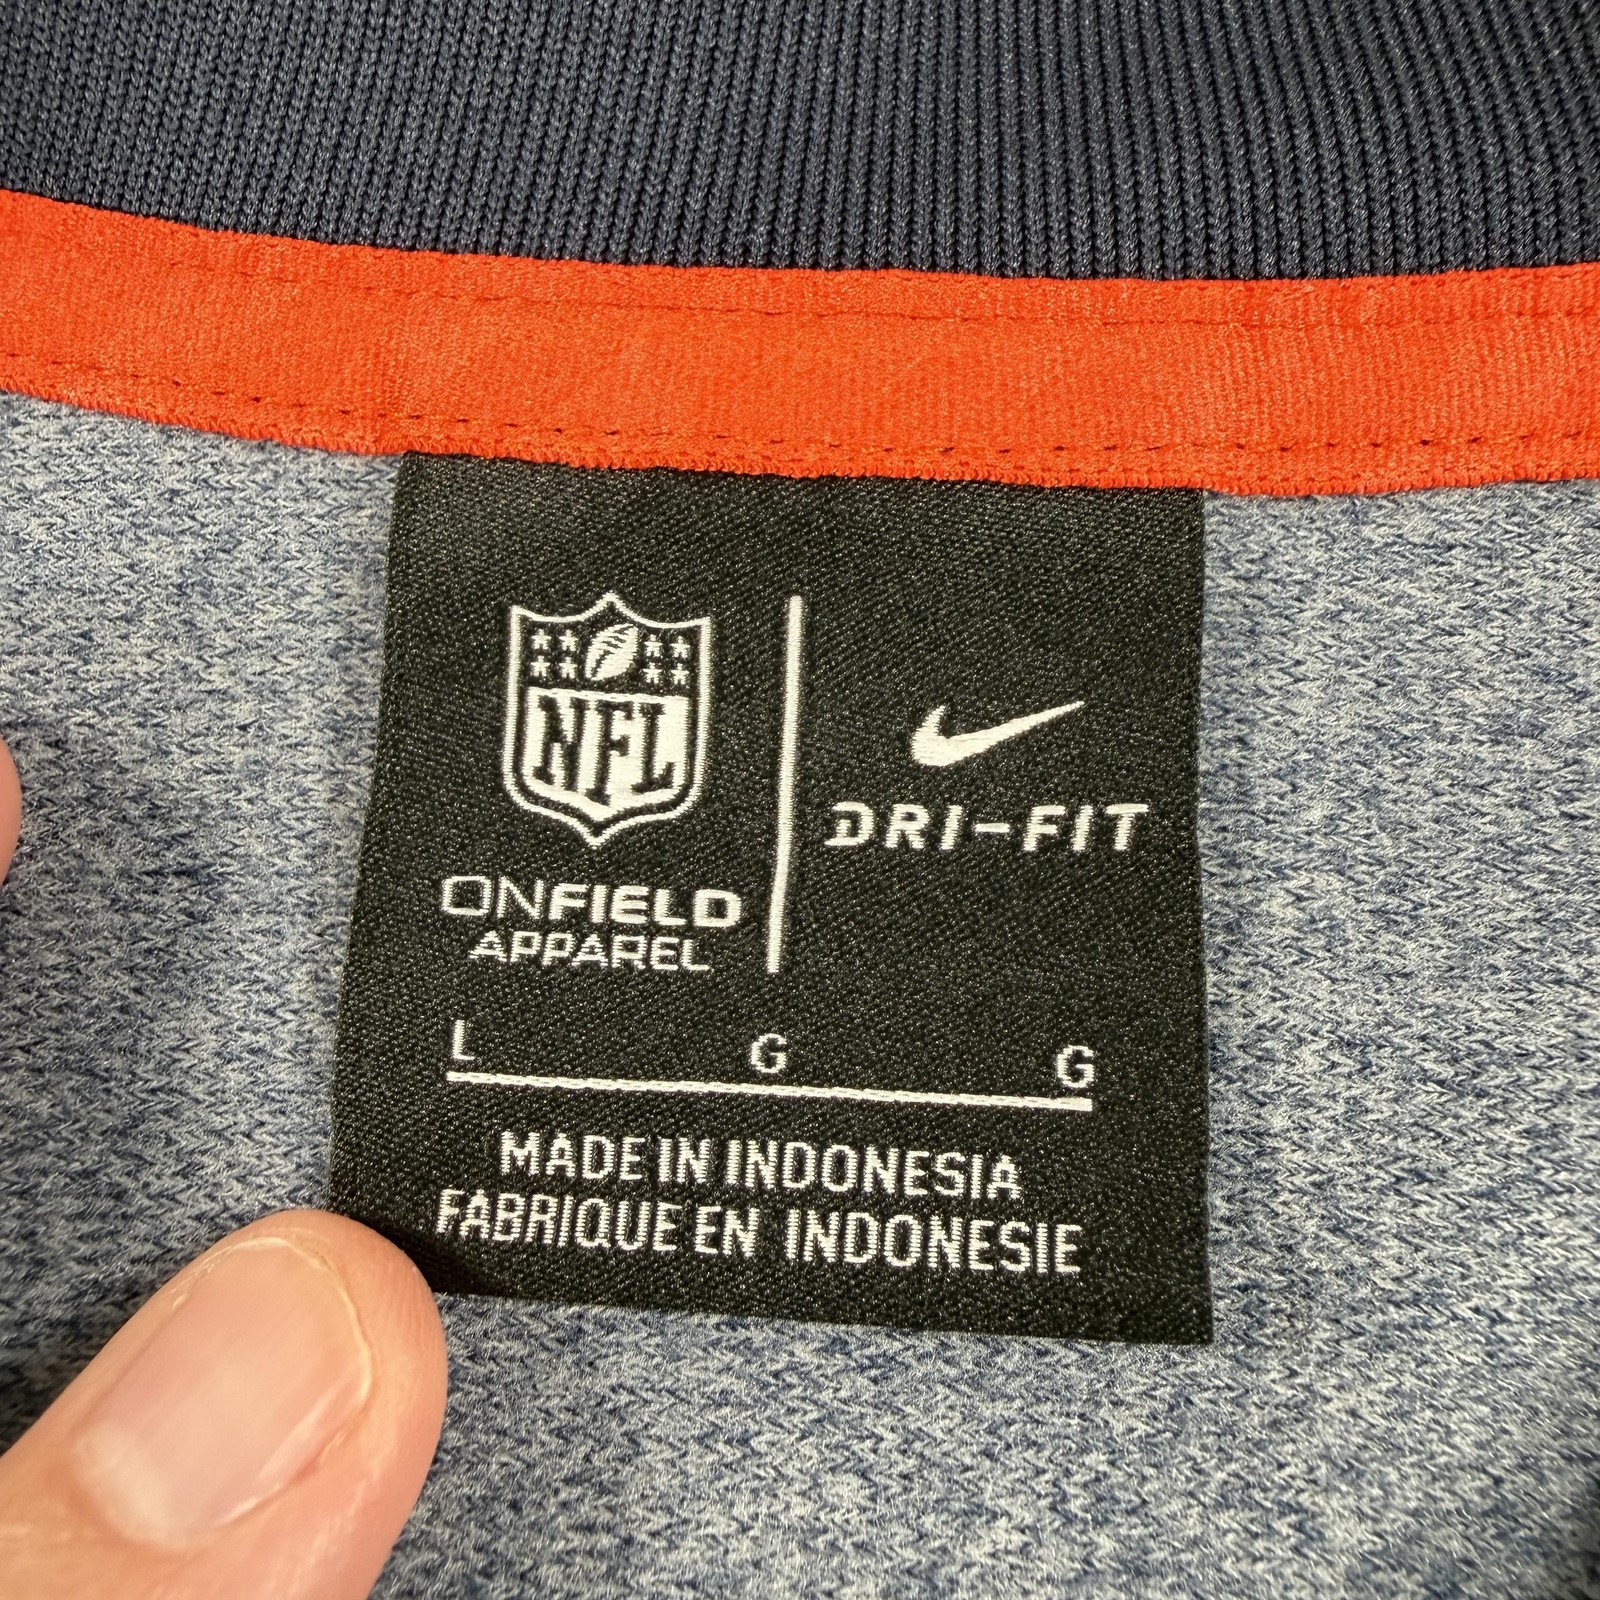 NFL
ONFIELD
APPAREL
DRI-FIT
L G G
MADE IN INDONESIA
FABRIQUE EN INDONESIE